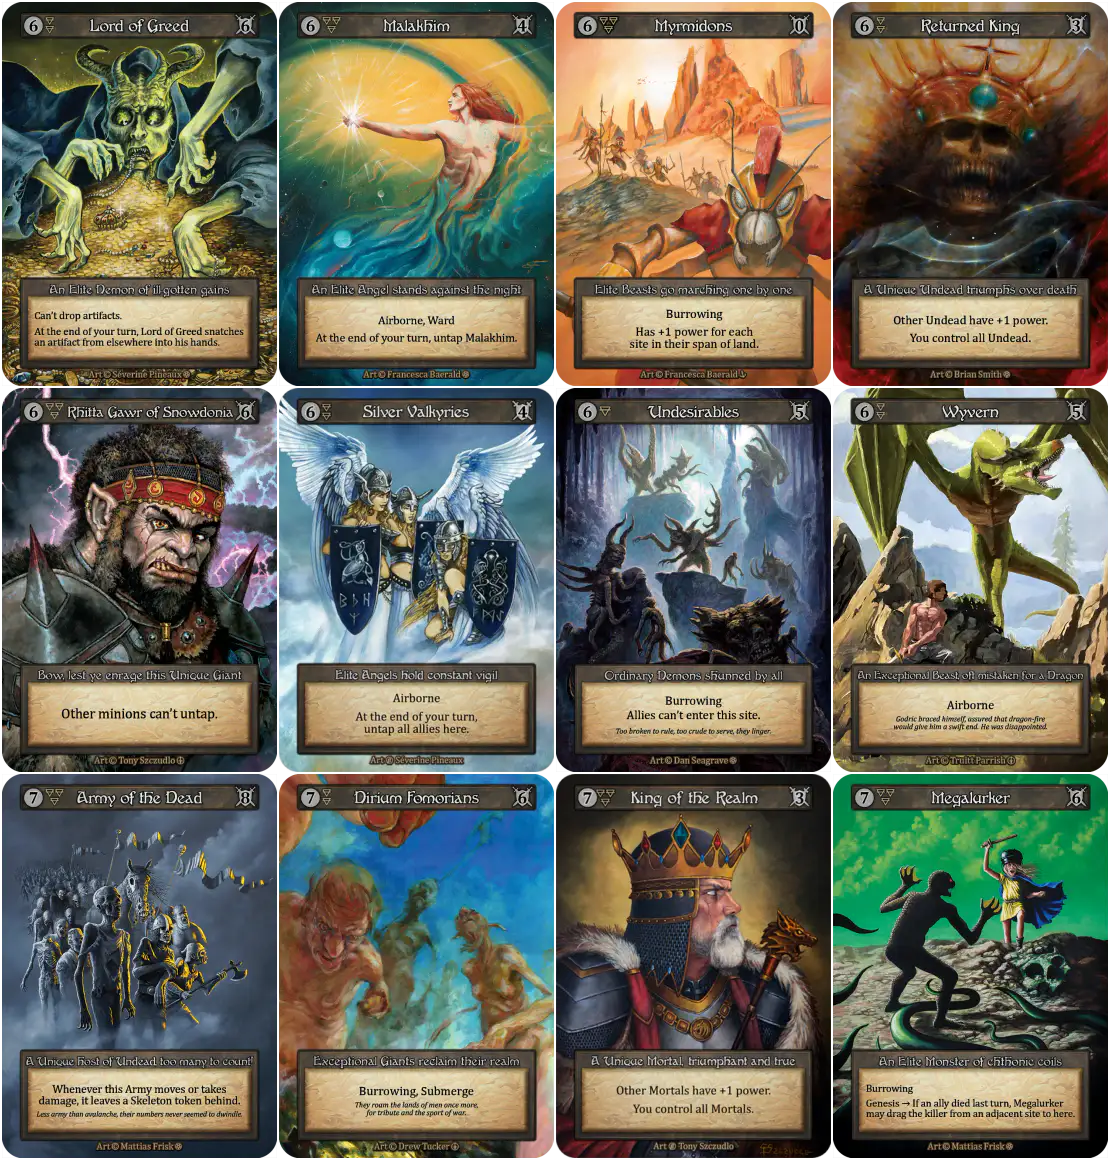 6 Lord of Greed 6
An Elite Demon of ill gotten gains
Can't drop artifacts.
At the end of your turn, Lord of Greed snatches
an artifact from elsewhere into his hands.
Art © Séverine Pineaux
6 Malakhim 4
An Elite Angel stands against the night
Airborne, Ward
At the end of your turn, untap Malakhim.
Art © Francesca Baerald
6 Myrmidons 0
Elite Beasts go marching one by one
Burrowing
Has +1 power for each
site in their span of land.
Art © Francesca Baerald
6 Returned King 3
A Unique Undead triumphs over death
Other Undead have +1 power.
You control all Undead.
Art © Brian Smith
6 Rhitta Gawr of Snowdonia 6
Bow, lest ye enrage this Unique Giant
Other minions can't untap.
Art © Tony Szczudlo
6 Silver Valkyries 4
Elite Angels hold constant vigil
Airborne
At the end of your turn,
untap all allies here.
Art © Séverine Pineaux
6 Undesirables 5
Ordinary Demons shunned by all
Burrowing
Allies can't enter this site.
Too broken to rule, too crude to serve, they linger.
Art © Dan Seagrave
6 Wyvern 5
An Exceptional Beast, oft mistaken for a Dragon
Airborne
Godric braced himself, assured that dragon-fire
would give him a swift end. He was disappointed.
Art © Truitt Parrish
7 Army of the Dead 8
A Unique host of Undead, too many to count!
Whenever this Army moves or takes
damage, it leaves a Skeleton token behind.
Less army than avalanche, their numbers never seemed to dwindle.
Art © Mattias Frisk
7 Dirium Fomorians 6
Exceptional Giants reclaim their realm
Burrowing, Submerge
They roam the lands of men once more,
for tribute and the sport of war.
Art © Drew Tucker
7 King of the Realm 3
A Unique Mortal, triumphant and true
Other Mortals have +1 power.
You control all Mortals.
Art © Tony Szczudlo
7 Megalurker 6
An Elite Monster of chthonic coils
Burrowing
Genesis → If an ally died last turn, Megalurker
may drag the killer from an adjacent site to here.
Art © Mattias Frisk